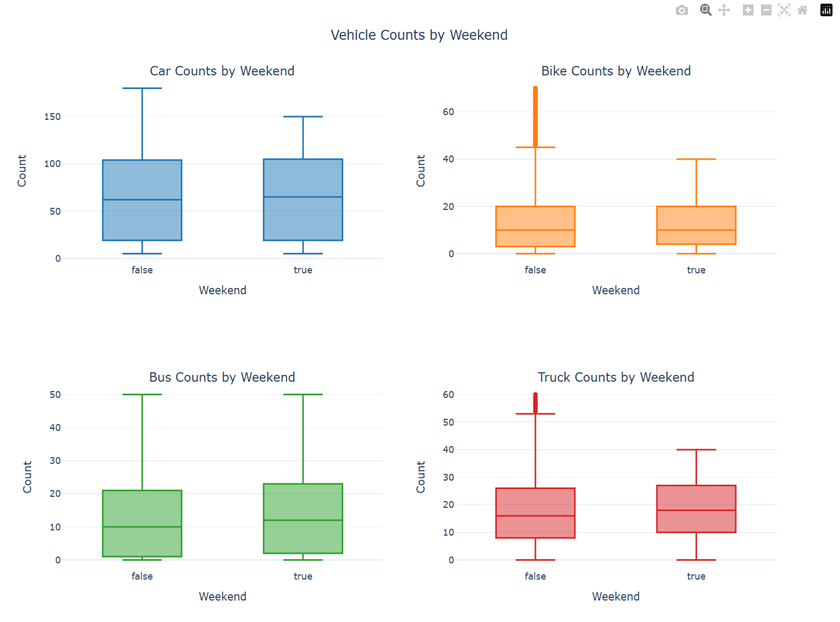 Vehicle Counts by Weekend
Car Counts by Weekend
Count
150
100
50
0
false true
Weekend
Bike Counts by Weekend
Count
60
40
20
0
false true
Weekend
Bus Counts by Weekend
Count
50
40
30
20
10
0
false true
Weekend
Truck Counts by Weekend
Count
60
50
40
30
20
10
0
false true
Weekend